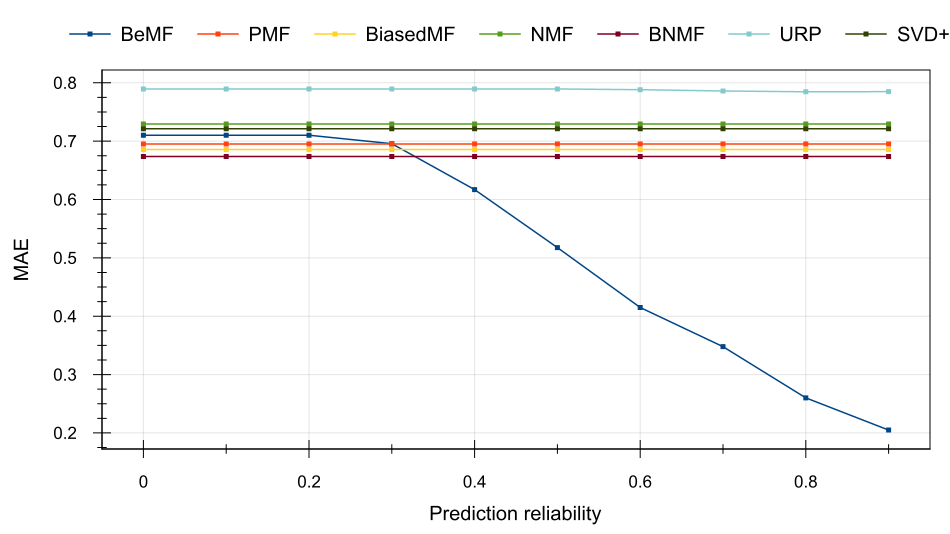 BeMF PMF BiasedMF NMF BNMF URP SVD+
0.8
0.7
0.6
0.5
0.4
0.3
0.2
MAE
0 0.2 0.4 0.6 0.8
Prediction reliability